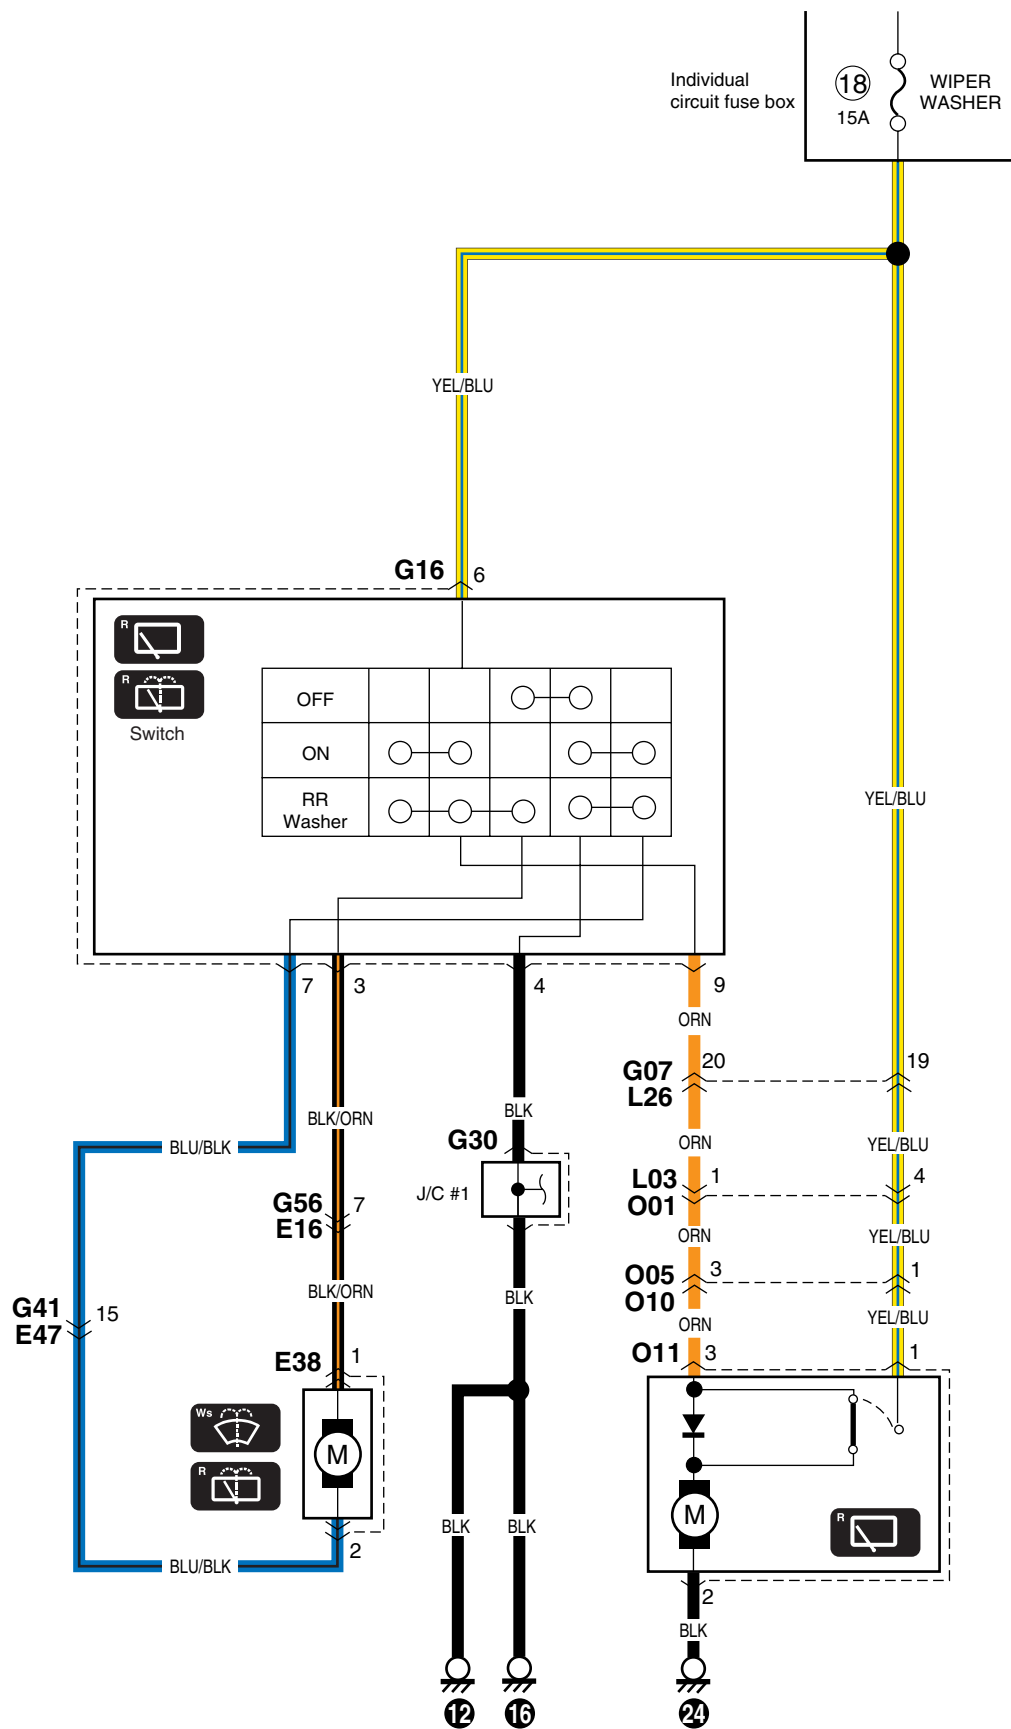 Individual
circuit fuse box
18
15A
WIPER
WASHER
YEL/BLU
G16
6
R
R
Switch
OFF
ON
RR
Washer
YEL/BLU
7
3
4
9
ORN
G07
20
19
L26
BLK/ORN
BLK
BLU/BLK
G30
ORN
YEL/BLU
J/C #1
L03
1
4
O01
G56
7
E16
ORN
YEL/BLU
O05
3
1
O10
BLK/ORN
BLK
G41
15
E47
ORN
YEL/BLU
E38
1
O11
3
1
Ws
M
R
M
R
BLK
BLK
2
BLU/BLK
2
BLK
12
16
24